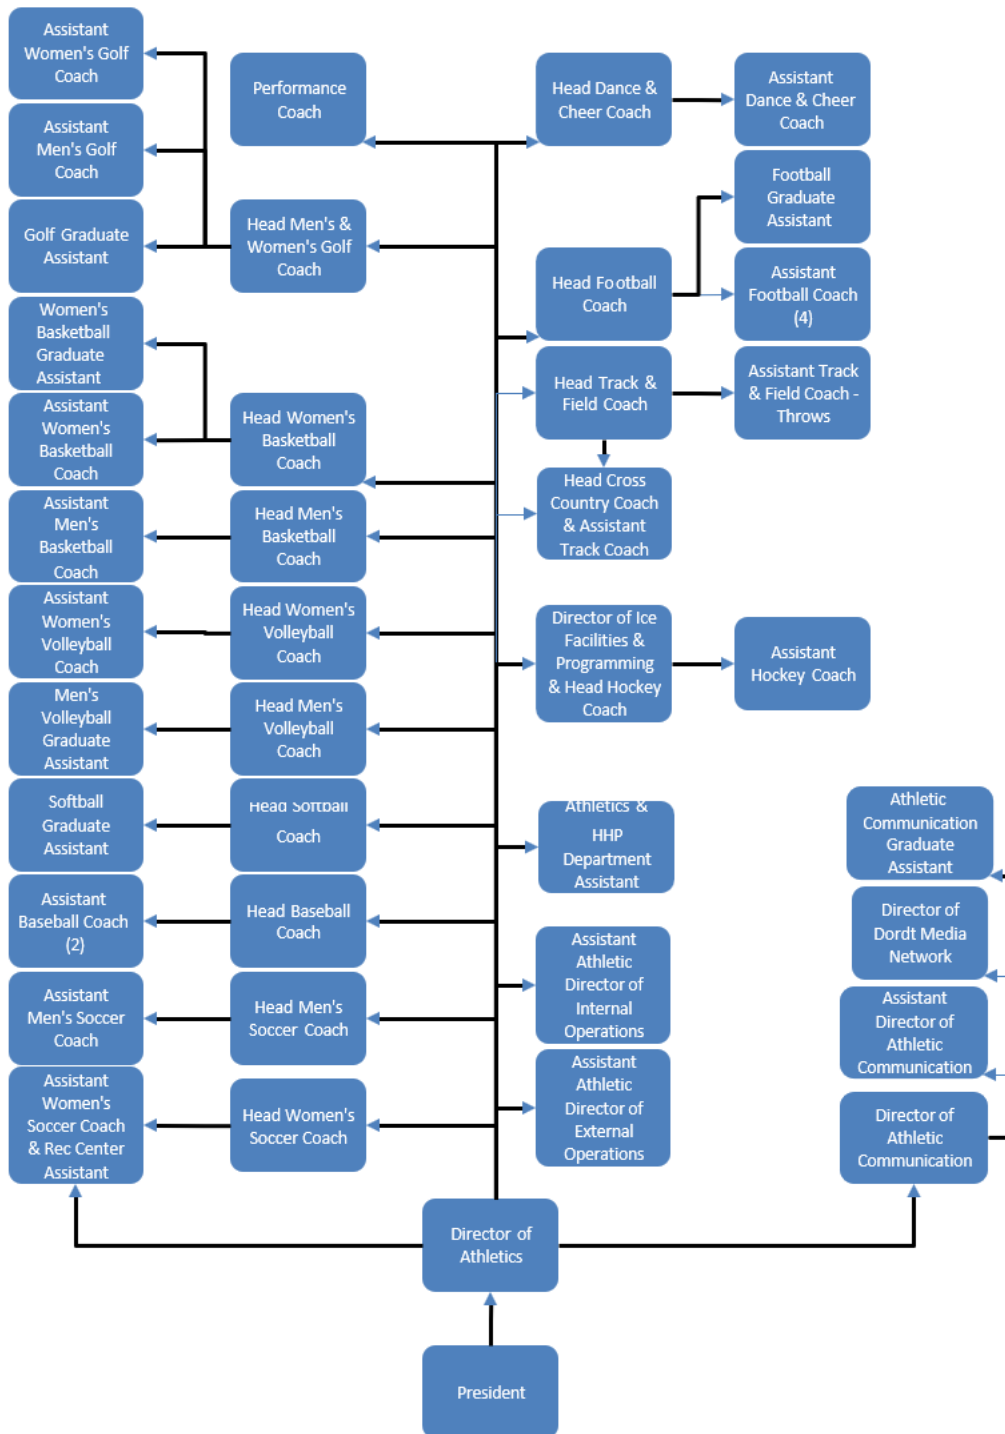 Assistant
Women's Golf
Coach
Performance
Coach
Head Dance &
Cheer Coach
Assistant
Dance & Cheer
Coach
Assistant
Men's Golf
Coach
Football
Graduate
Assistant
Golf Graduate
Assistant
Head Men's &
Women's Golf
Coach
Head Football
Coach
Assistant
Football Coach
(4)
Women's
Basketball
Graduate
Assistant
Head Track &
Field Coach
Assistant Track
& Field Coach -
Throws
Assistant
Women's
Basketball
Coach
Head Women's
Basketball
Coach
Head Cross
Country Coach
& Assistant
Track Coach
Assistant
Men's
Basketball
Coach
Head Men's
Basketball
Coach
Assistant
Women's
Volleyball
Coach
Head Women's
Volleyball
Coach
Director of Ice
Facilities &
Programming
& Head Hockey
Coach
Assistant
Hockey Coach
Men's
Volleyball
Graduate
Assistant
Head Men's
Volleyball
Coach
Softball
Graduate
Assistant
Head Softball
Coach
Athletics &
HHP
Department
Assistant
Athletic
Communication
Graduate
Assistant
Assistant
Baseball Coach
(2)
Head Baseball
Coach
Director of
Dordt Media
Network
Assistant
Athletic
Director of
Internal
Operations
Assistant
Men's Soccer
Coach
Head Men's
Soccer Coach
Assistant
Director of
Athletic
Communication
Assistant
Women's
Soccer Coach
& Rec Center
Assistant
Head Women's
Soccer Coach
Assistant
Athletic
Director of
External
Operations
Director of
Athletic
Communication
Director of
Athletics
President